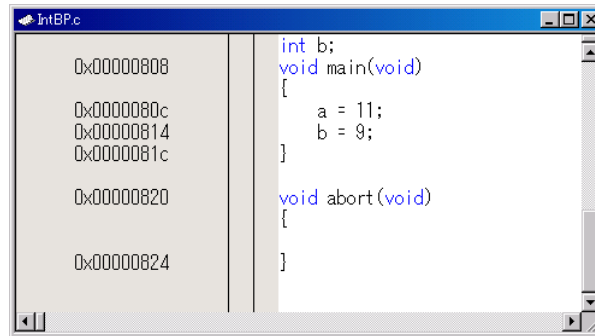 IntBP.c
int b;
0x00000808 void main(void)
{
0x0000080c a = 11;
0x00000814 b = 9;
0x0000081c }
0x00000820 void abort(void)
{
0x00000824 }